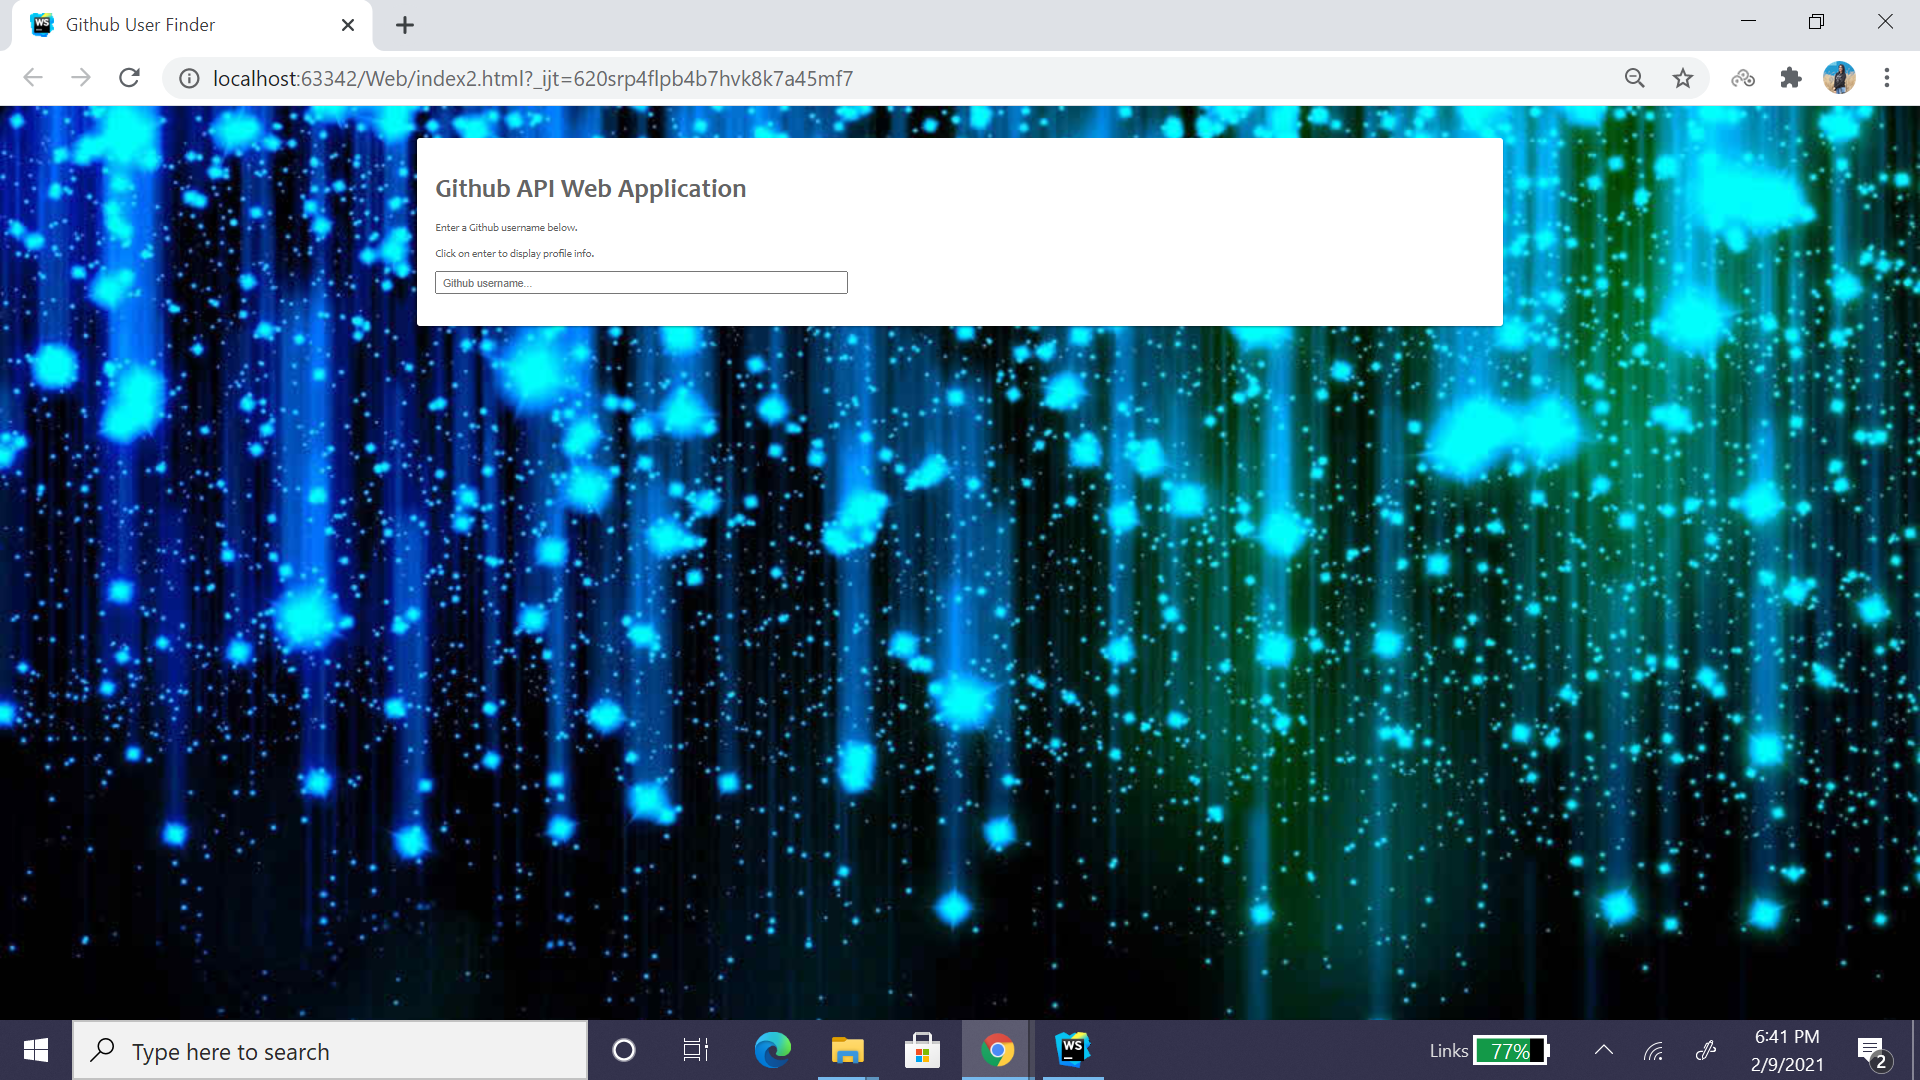 WS
Github User Finder
localhost:63342/Web/index2.html?_ijt=620srp4flpb4b7hvk8k7a45mf7
Github API Web Application
Enter a Github username below.
Click on enter to display profile info.
Github username...
Type here to search
WS
Links
77%
6:41 PM
2/9/2021
2